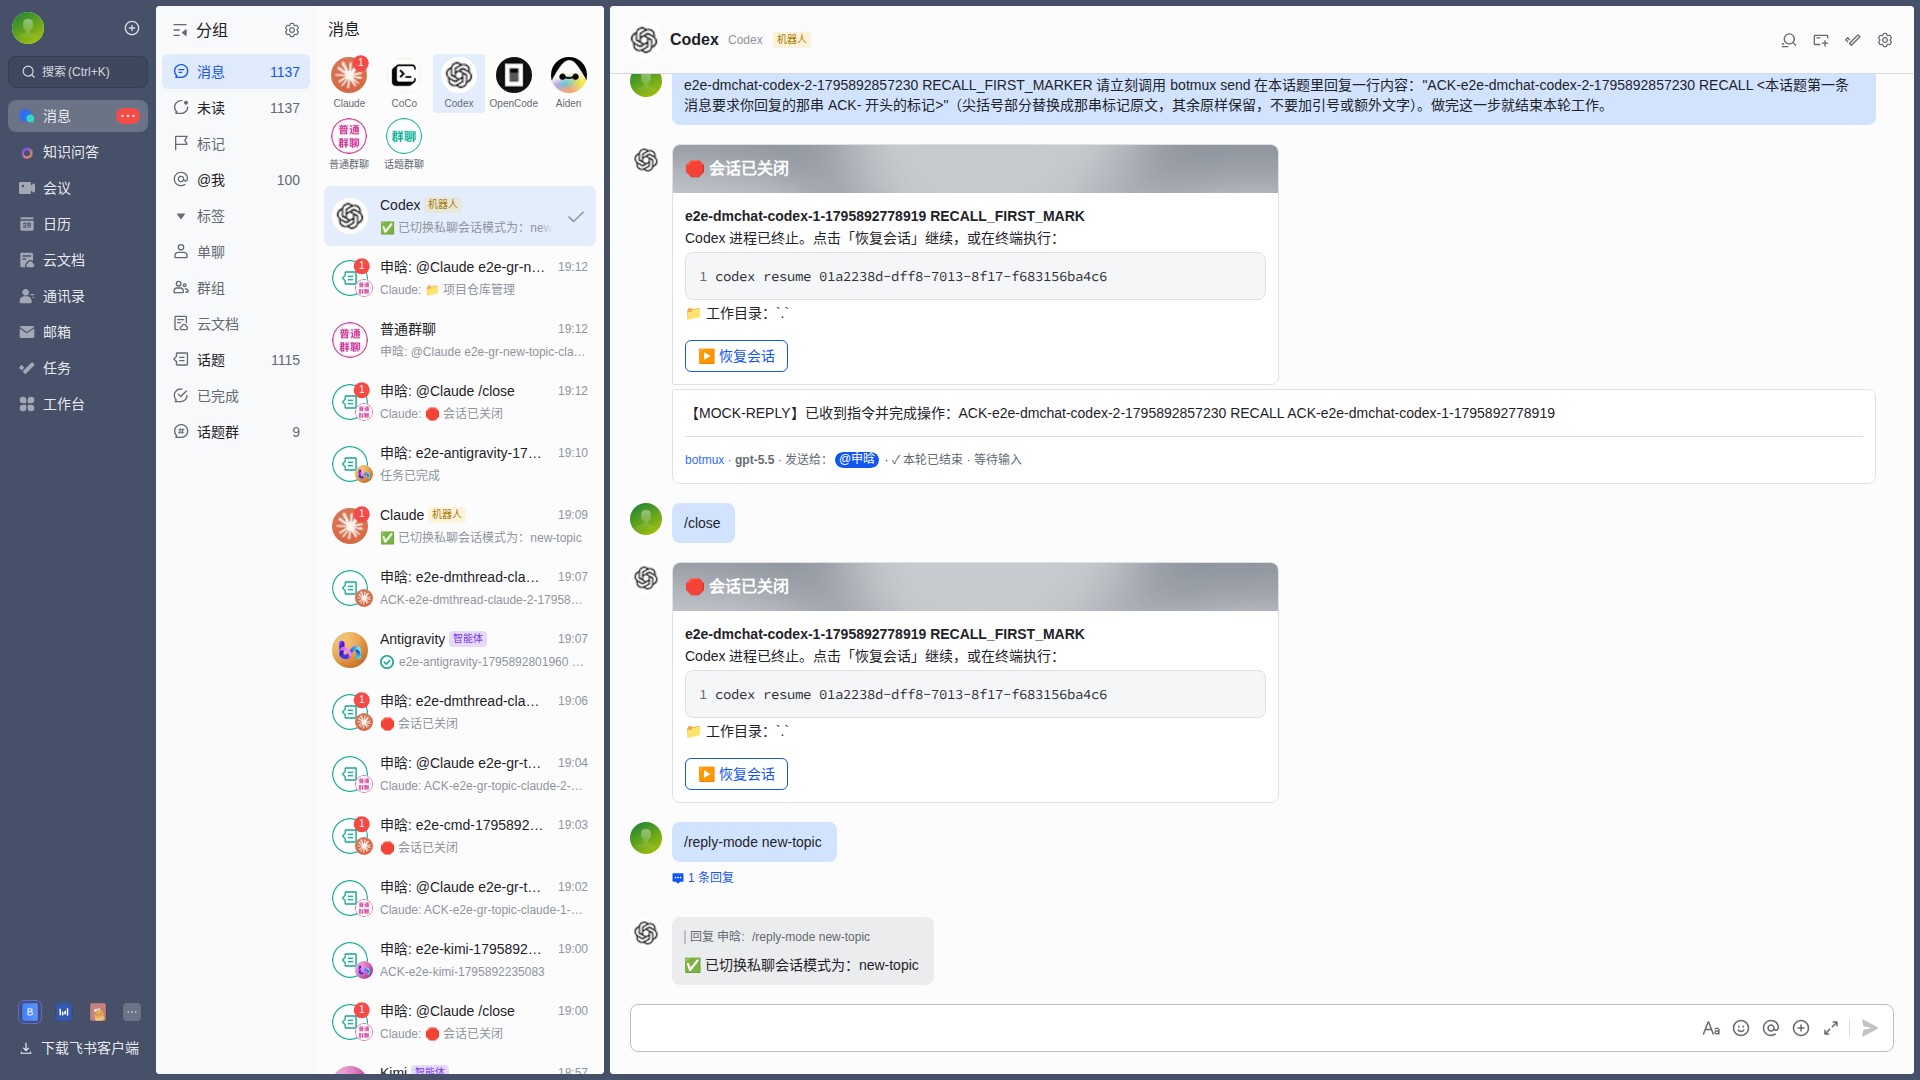 搜索 (Ctrl+K)
消息
知识问答
会议
日历
云文档
通讯录
邮箱
任务
工作台
下载飞书客户端
分组
消息 1137
未读 1137
标记
@我 100
标签
单聊
群组
云文档
话题 1115
已完成
话题群 9
消息
1
Claude CoCo Codex OpenCode Aiden
普通群聊 群聊
普通群聊 话题群聊
Codex 机器人
✅ 已切换私聊会话模式为：new
申晗: @Claude e2e-gr-n... 19:12
Claude: 📁 项目仓库管理
普通群聊 19:12
申晗: @Claude e2e-gr-new-topic-cla...
申晗: @Claude /close 19:12
Claude: 🛑 会话已关闭
申晗: e2e-antigravity-17... 19:10
任务已完成
Claude 机器人 19:09
✅ 已切换私聊会话模式为：new-topic
申晗: e2e-dmthread-cla... 19:07
ACK-e2e-dmthread-claude-2-17958...
Antigravity 智能体 19:07
e2e-antigravity-1795892801960 ...
申晗: e2e-dmthread-cla... 19:06
🛑 会话已关闭
申晗: @Claude e2e-gr-t... 19:04
Claude: ACK-e2e-gr-topic-claude-2-...
申晗: e2e-cmd-1795892... 19:03
🛑 会话已关闭
申晗: @Claude e2e-gr-t... 19:02
Claude: ACK-e2e-gr-topic-claude-1-...
申晗: e2e-kimi-1795892... 19:00
ACK-e2e-kimi-1795892235083
申晗: @Claude /close 19:00
Claude: 🛑 会话已关闭
Kimi 智能体 18:57
Codex Codex 机器人
e2e-dmchat-codex-2-1795892857230 RECALL_FIRST_MARKER 请立刻调用 botmux send 在本话题里回复一行内容："ACK-e2e-dmchat-codex-2-1795892857230 RECALL <本话题第一条
消息要求你回复的那串 ACK- 开头的标记>"（尖括号部分替换成那串标记原文，其余原样保留，不要加引号或额外文字）。做完这一步就结束本轮工作。
🛑 会话已关闭
e2e-dmchat-codex-1-1795892778919 RECALL_FIRST_MARK
Codex 进程已终止。点击「恢复会话」继续，或在终端执行：
1 codex resume 01a2238d-dff8-7013-8f17-f683156ba4c6
📁 工作目录：`.`
▶️ 恢复会话
【MOCK-REPLY】已收到指令并完成操作：ACK-e2e-dmchat-codex-2-1795892857230 RECALL ACK-e2e-dmchat-codex-1-1795892778919
botmux · gpt-5.5 · 发送给：@申晗 · ✓ 本轮已结束 · 等待输入
/close
🛑 会话已关闭
e2e-dmchat-codex-1-1795892778919 RECALL_FIRST_MARK
Codex 进程已终止。点击「恢复会话」继续，或在终端执行：
1 codex resume 01a2238d-dff8-7013-8f17-f683156ba4c6
📁 工作目录：`.`
▶️ 恢复会话
/reply-mode new-topic
1 条回复
回复 申晗：/reply-mode new-topic
✅ 已切换私聊会话模式为：new-topic